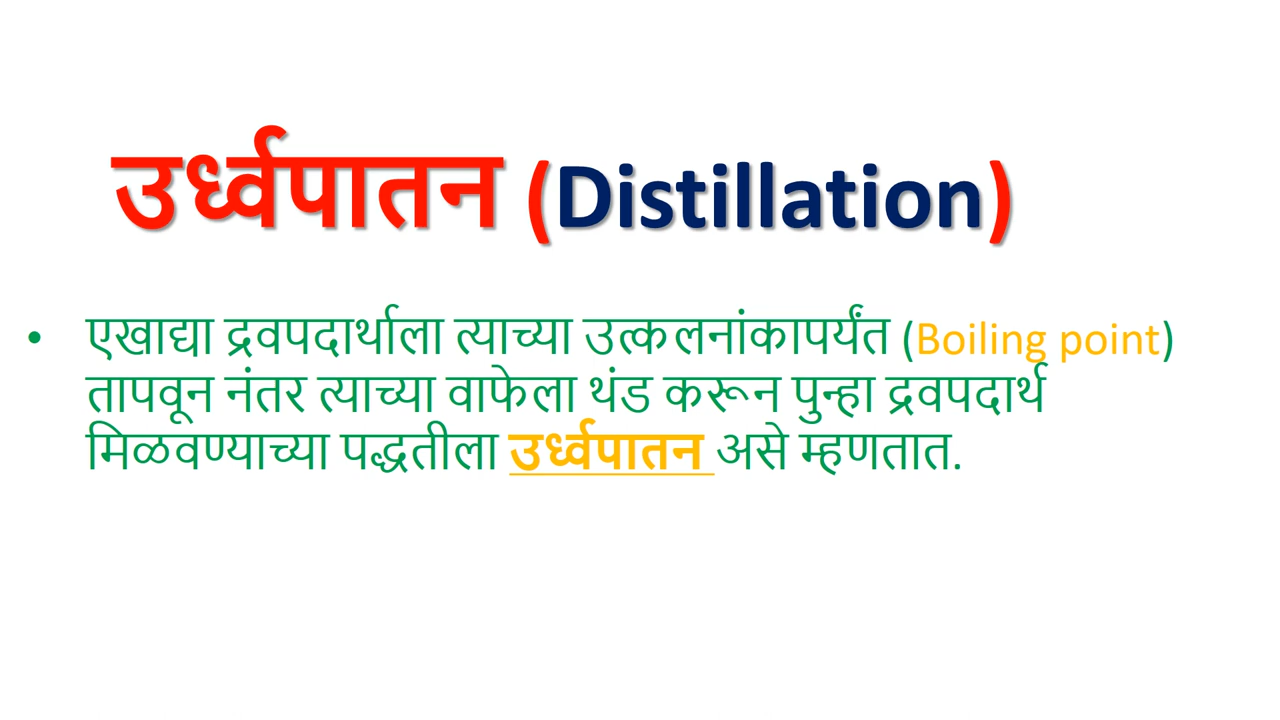 उर्ध्वपातन (Distillation)
• एखाद्या द्रवपदार्थाला त्याच्या उत्कलनांकापर्यंत (Boiling point)
तापवून नंतर त्याच्या वाफेला थंड करून पुन्हा द्रवपदार्थ
मिळवण्याच्या पद्धतीला उर्ध्वपातन असे म्हणतात.